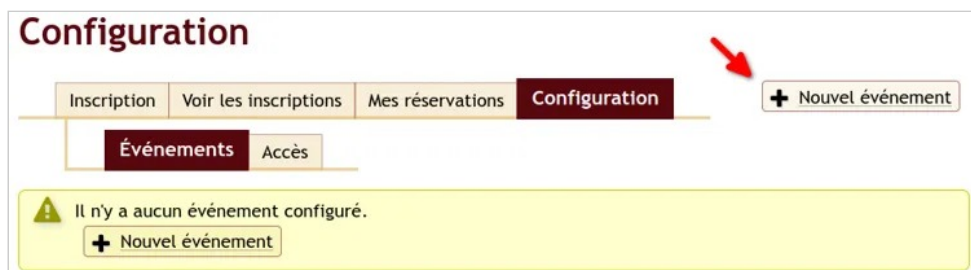 Configuration
Inscription Voir les inscriptions Mes réservations Configuration
Nouvel événement
Événements Accès
Il n'y a aucun événement configuré.
Nouvel événement